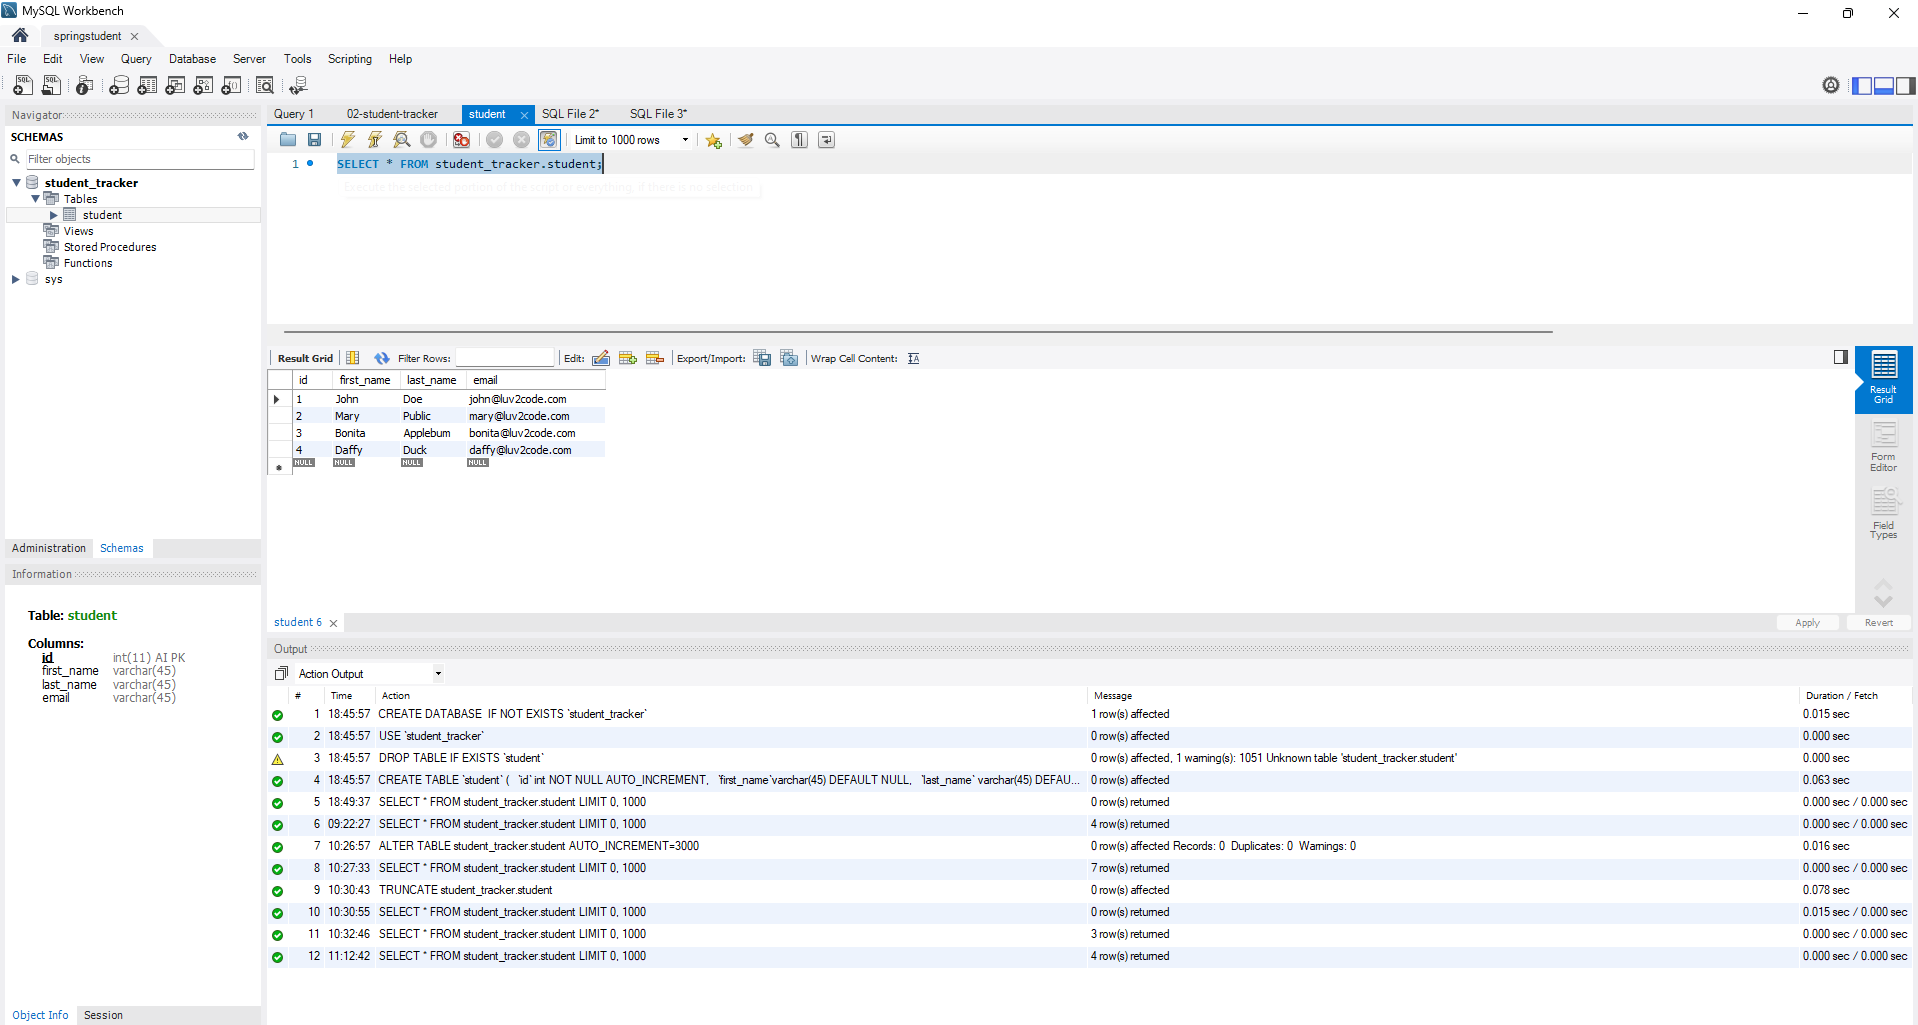 MySQL Workbench
springstudent
File Edit View Query Database Server Tools Scripting Help
Navigator
SCHEMAS
Filter objects
student_tracker
Tables
student
Views
Stored Procedures
Functions
sys
Administration Schemas
Information
Table: student
Columns:
id int(11) AI PK
first_name varchar(45)
last_name varchar(45)
email varchar(45)
Object Info Session
Query 1 02-student-tracker student SQL File 2* SQL File 3*
Limit to 1000 rows
1 SELECT * FROM student_tracker.student;
Execute the selected portion of the script or everything, if there is no selection
Result Grid Filter Rows: Edit: Export/Import: Wrap Cell Content:
id first_name last_name email
1 John Doe john@luv2code.com
2 Mary Public mary@luv2code.com
3 Bonita Applebum bonita@luv2code.com
4 Daffy Duck daffy@luv2code.com
NULL NULL NULL NULL
Result
Grid
Form
Editor
Field
Types
student 6 Apply Revert
Output
Action Output
# Time Action Message Duration / Fetch
1 18:45:57 CREATE DATABASE IF NOT EXISTS `student_tracker` 1 row(s) affected 0.015 sec
2 18:45:57 USE `student_tracker` 0 row(s) affected 0.000 sec
3 18:45:57 DROP TABLE IF EXISTS `student` 0 row(s) affected, 1 warning(s): 1051 Unknown table 'student_tracker.student' 0.000 sec
4 18:45:57 CREATE TABLE `student` ( `id` int NOT NULL AUTO_INCREMENT, `first_name` varchar(45) DEFAULT NULL, `last_name` varchar(45) DEFAU... 0 row(s) affected 0.063 sec
5 18:49:37 SELECT * FROM student_tracker.student LIMIT 0, 1000 0 row(s) returned 0.000 sec / 0.000 sec
6 09:22:27 SELECT * FROM student_tracker.student LIMIT 0, 1000 4 row(s) returned 0.000 sec / 0.000 sec
7 10:26:57 ALTER TABLE student_tracker.student AUTO_INCREMENT=3000 0 row(s) affected Records: 0 Duplicates: 0 Warnings: 0 0.016 sec
8 10:27:33 SELECT * FROM student_tracker.student LIMIT 0, 1000 7 row(s) returned 0.000 sec / 0.000 sec
9 10:30:43 TRUNCATE student_tracker.student 0 row(s) affected 0.078 sec
10 10:30:55 SELECT * FROM student_tracker.student LIMIT 0, 1000 0 row(s) returned 0.015 sec / 0.000 sec
11 10:32:46 SELECT * FROM student_tracker.student LIMIT 0, 1000 3 row(s) returned 0.000 sec / 0.000 sec
12 11:12:42 SELECT * FROM student_tracker.student LIMIT 0, 1000 4 row(s) returned 0.000 sec / 0.000 sec